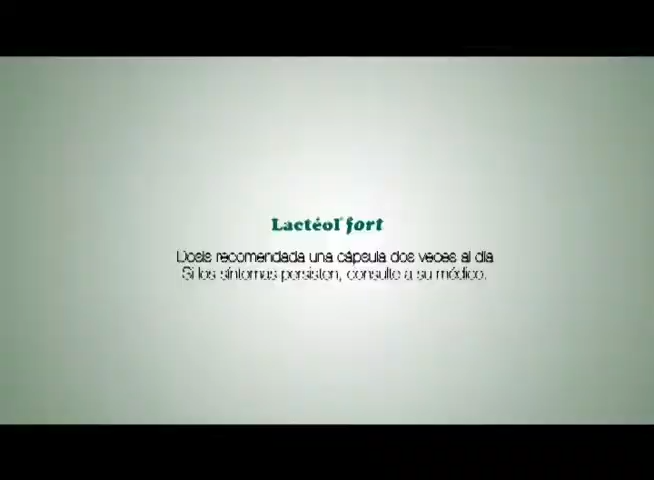 Lactéol® fort
Dosis recomendada una cápsula dos veces al día
Si los síntomas persisten, consulte a su médico.